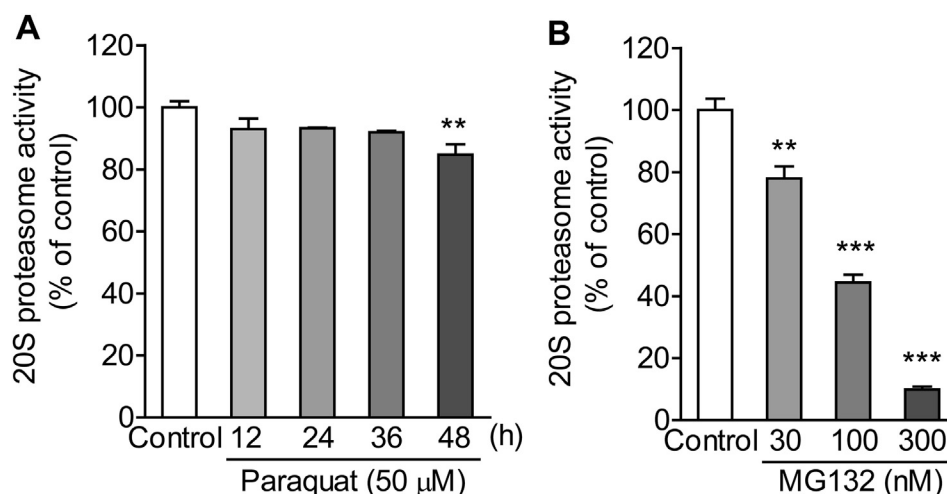 A
20S proteasome activity
(% of control)
120
100
80
60
40
20
0
**
Control 12 24 36 48 (h)
Paraquat (50 μM)
B
20S proteasome activity
(% of control)
120
100
80
60
40
20
0
**
***
***
Control 30 100 300
MG132 (nM)